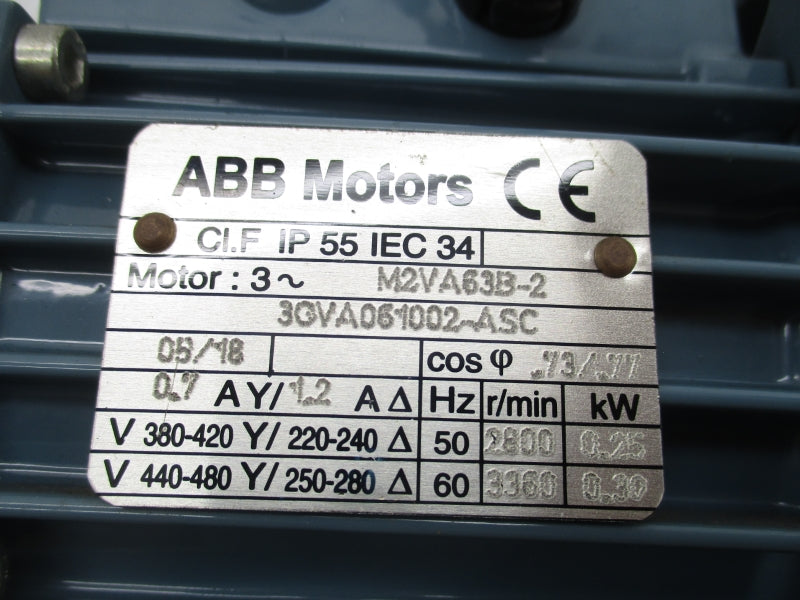 ABB Motors CE
Cl.F IP 55 IEC 34
Motor : 3~ M2VA63B-2
3GVA061002-ASC
05/18 cos φ .73/.77
0.7 A Y/ 1.2 A Δ Hz r/min kW
V 380-420 Y/ 220-240 Δ 50 2800 0.25
V 440-480 Y/ 250-280 Δ 60 3360 0.30